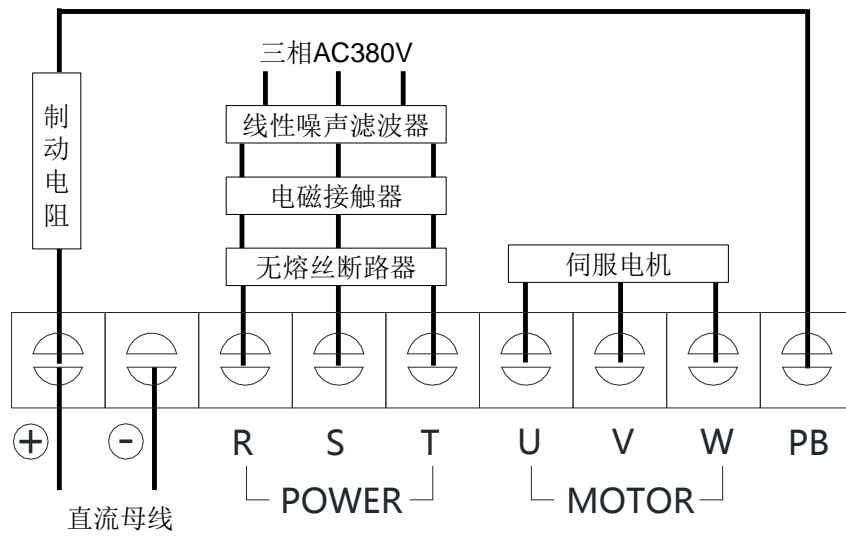 三相AC380V
制动电阻
线性噪声滤波器
电磁接触器
无熔丝断路器
伺服电机
+ - R S T U V W PB
POWER MOTOR
直流母线